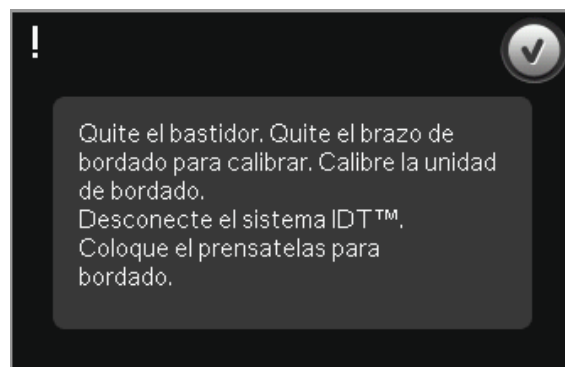 !
Quite el bastidor. Quite el brazo de
bordado para calibrar. Calibre la unidad
de bordado.
Desconecte el sistema IDT™.
Coloque el prensatelas para
bordado.